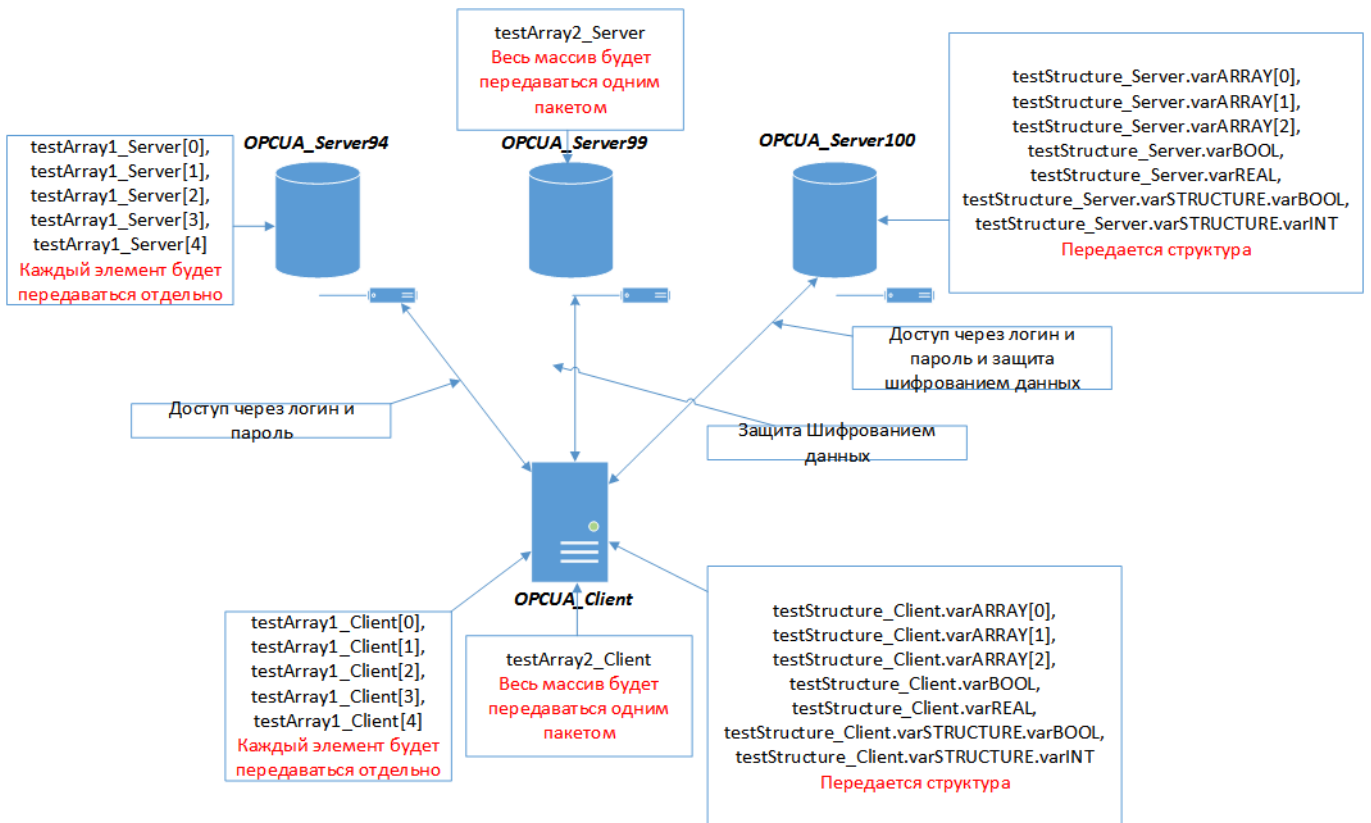 testArray2_Server
Весь массив будет
передаваться одним
пакетом
testStructure_Server.varARRAY[0],
testStructure_Server.varARRAY[1],
testStructure_Server.varARRAY[2],
testStructure_Server.varBOOL,
testStructure_Server.varREAL,
testStructure_Server.varSTRUCTURE.varBOOL,
testStructure_Server.varSTRUCTURE.varINT
Передается структура
OPCUA_Server94
OPCUA_Server99
OPCUA_Server100
testArray1_Server[0],
testArray1_Server[1],
testArray1_Server[2],
testArray1_Server[3],
testArray1_Server[4]
Каждый элемент будет
передаваться отдельно
Доступ через логин и
пароль и защита
шифрованием данных
Доступ через логин и
пароль
Защита Шифрованием
данных
OPCUA_Client
testArray1_Client[0],
testArray1_Client[1],
testArray1_Client[2],
testArray1_Client[3],
testArray1_Client[4]
Каждый элемент будет
передаваться отдельно
testArray2_Client
Весь массив будет
передаваться одним
пакетом
testStructure_Client.varARRAY[0],
testStructure_Client.varARRAY[1],
testStructure_Client.varARRAY[2],
testStructure_Client.varBOOL,
testStructure_Client.varREAL,
testStructure_Client.varSTRUCTURE.varBOOL,
testStructure_Client.varSTRUCTURE.varINT
Передается структура